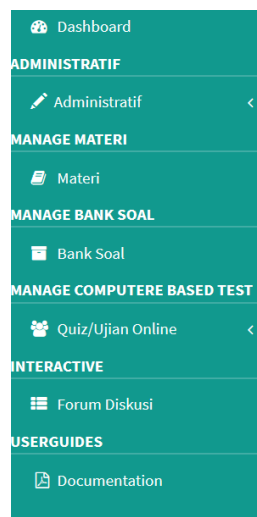 Dashboard
ADMINISTRATIF
Administratif
MANAGE MATERI
Materi
MANAGE BANK SOAL
Bank Soal
MANAGE COMPUTERE BASED TEST
Quiz/Ujian Online
INTERACTIVE
Forum Diskusi
USERGUIDES
Documentation